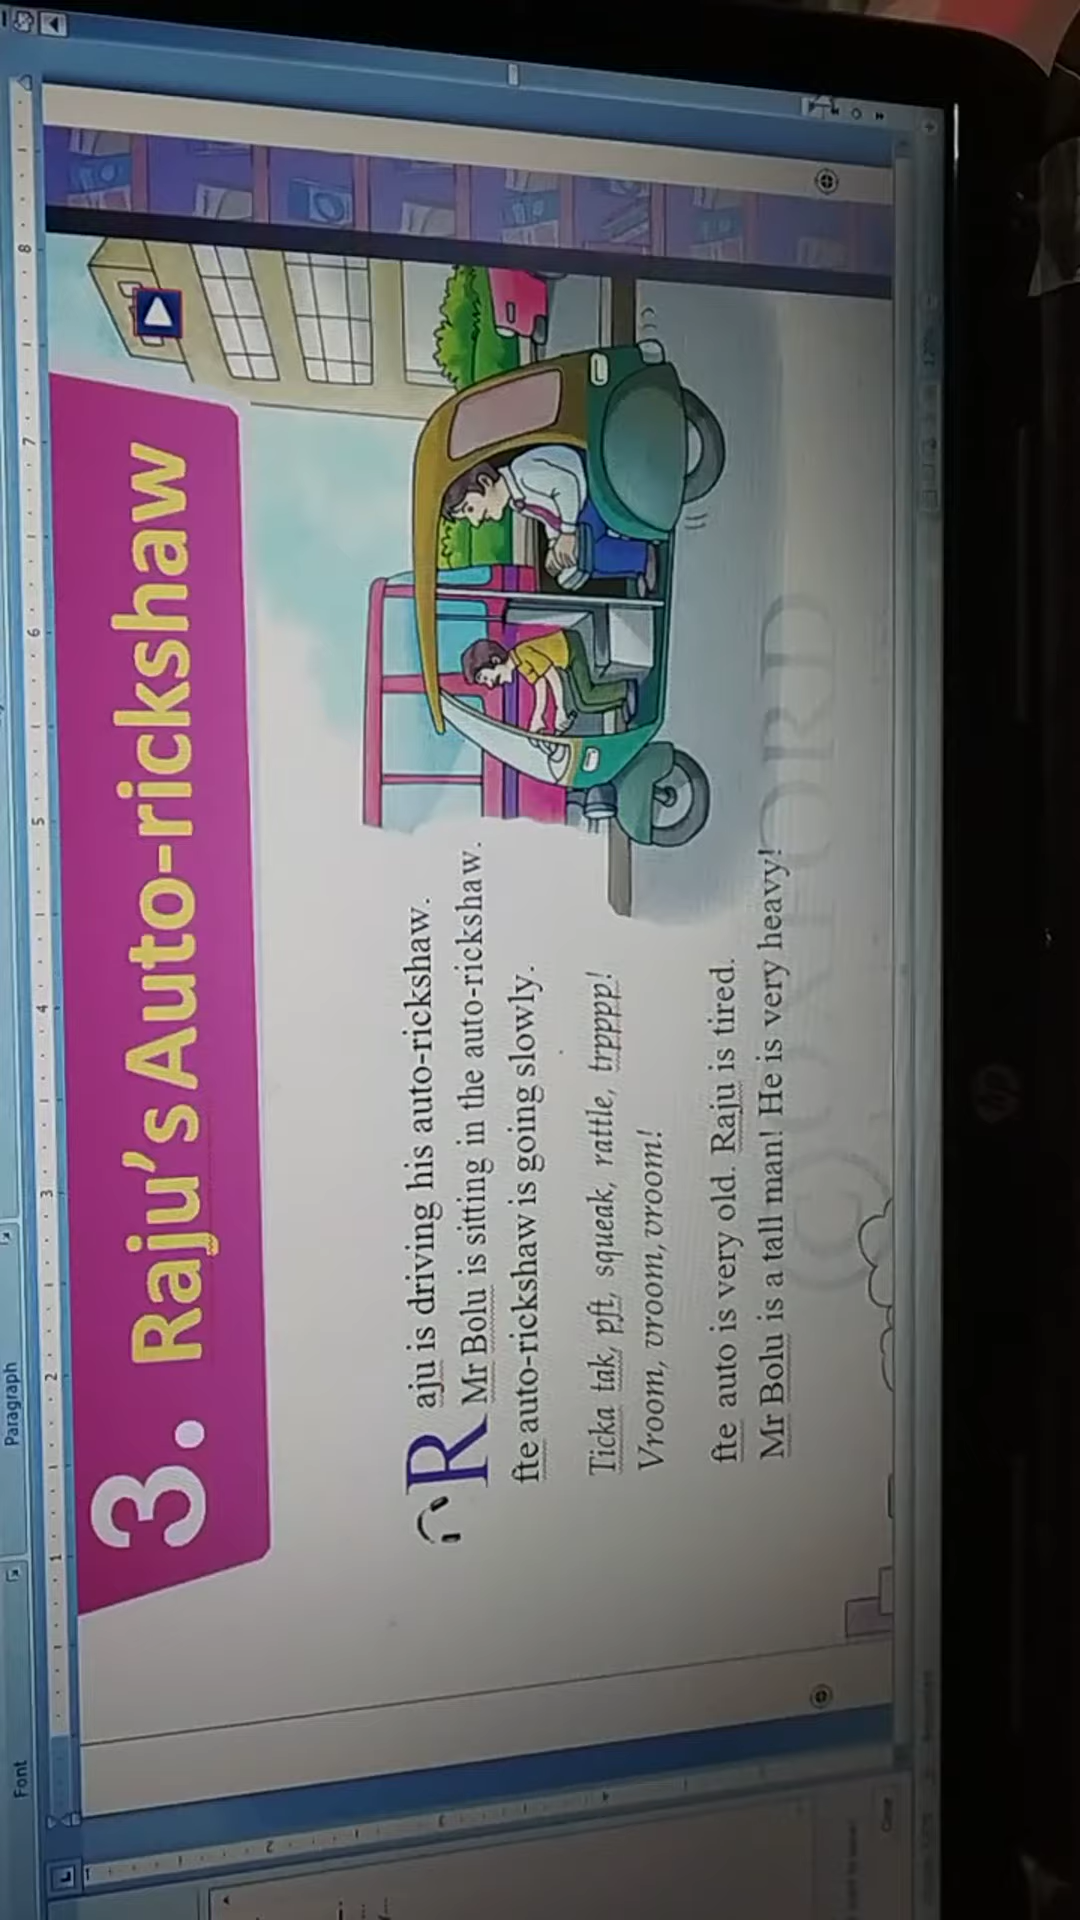 Font
Paragraph
3. Raju's Auto-rickshaw
Raju is driving his auto-rickshaw.
Mr Bolu is sitting in the auto-rickshaw.
fte auto-rickshaw is going slowly.
Ticka tak, pft, squeak, rattle, trpppp!
Vroom, vroom, vroom!
fte auto is very old. Raju is tired.
Mr Bolu is a tall man! He is very heavy!
© OXFORD
hp